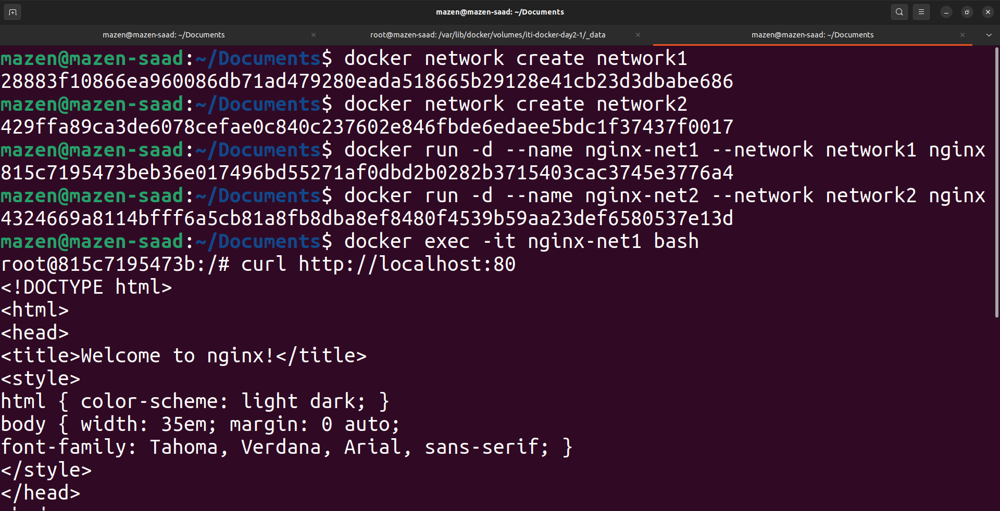 mazen@mazen-saad: ~/Documents
mazen@mazen-saad: ~/Documents
root@mazen-saad: /var/lib/docker/volumes/iti-docker-day2-1/_data
mazen@mazen-saad: ~/Documents
mazen@mazen-saad:~/Documents$ docker network create network1
28883f10866ea960086db71ad479280eada518665b29128e41cb23d3dbabe686
mazen@mazen-saad:~/Documents$ docker network create network2
429ffa89ca3de6078cefae0c840c237602e846fbde6edaee5bdc1f37437f0017
mazen@mazen-saad:~/Documents$ docker run -d --name nginx-net1 --network network1 nginx
815c7195473beb36e017496bd55271af0dbd2b0282b3715403cac3745e3776a4
mazen@mazen-saad:~/Documents$ docker run -d --name nginx-net2 --network network2 nginx
4324669a8114bfff6a5cb81a8fb8dba8ef8480f4539b59aa23def6580537e13d
mazen@mazen-saad:~/Documents$ docker exec -it nginx-net1 bash
root@815c7195473b:/# curl http://localhost:80
<!DOCTYPE html>
<html>
<head>
<title>Welcome to nginx!</title>
<style>
html { color-scheme: light dark; }
body { width: 35em; margin: 0 auto;
font-family: Tahoma, Verdana, Arial, sans-serif; }
</style>
</head>